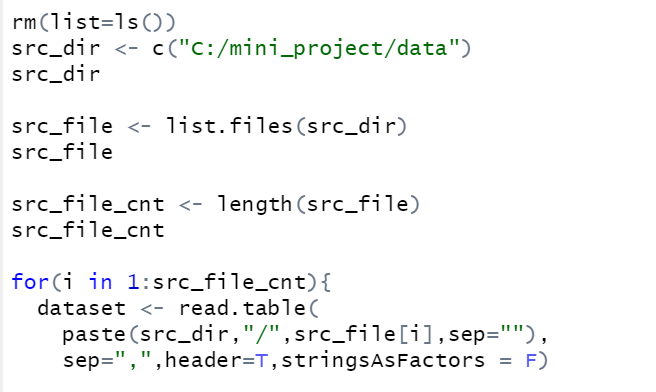 rm(list=ls())
src_dir <- c("C:/mini_project/data")
src_dir
src_file <- list.files(src_dir)
src_file
src_file_cnt <- length(src_file)
src_file_cnt
for(i in 1:src_file_cnt){
dataset <- read.table(
paste(src_dir,"/",src_file[i],sep=""),
sep=",",header=T,stringsAsFactors = F)